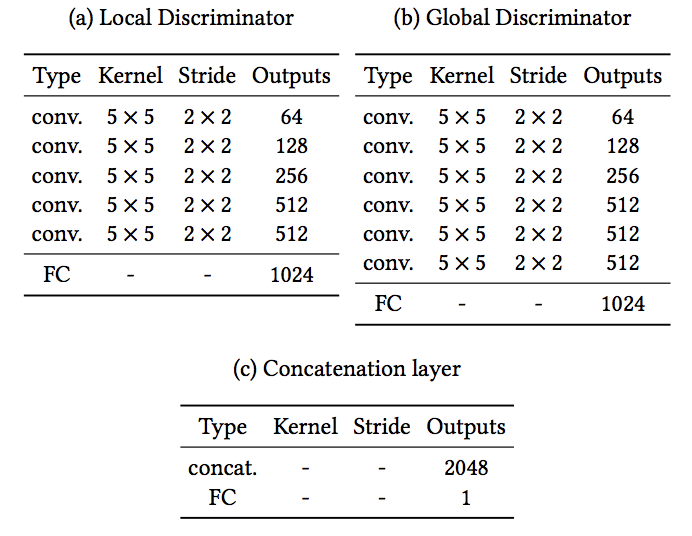 (a) Local Discriminator
Type Kernel Stride Outputs
conv. 5 × 5 2 × 2 64
conv. 5 × 5 2 × 2 128
conv. 5 × 5 2 × 2 256
conv. 5 × 5 2 × 2 512
conv. 5 × 5 2 × 2 512
FC - - 1024
(b) Global Discriminator
Type Kernel Stride Outputs
conv. 5 × 5 2 × 2 64
conv. 5 × 5 2 × 2 128
conv. 5 × 5 2 × 2 256
conv. 5 × 5 2 × 2 512
conv. 5 × 5 2 × 2 512
conv. 5 × 5 2 × 2 512
FC - - 1024
(c) Concatenation layer
Type Kernel Stride Outputs
concat. - - 2048
FC - - 1